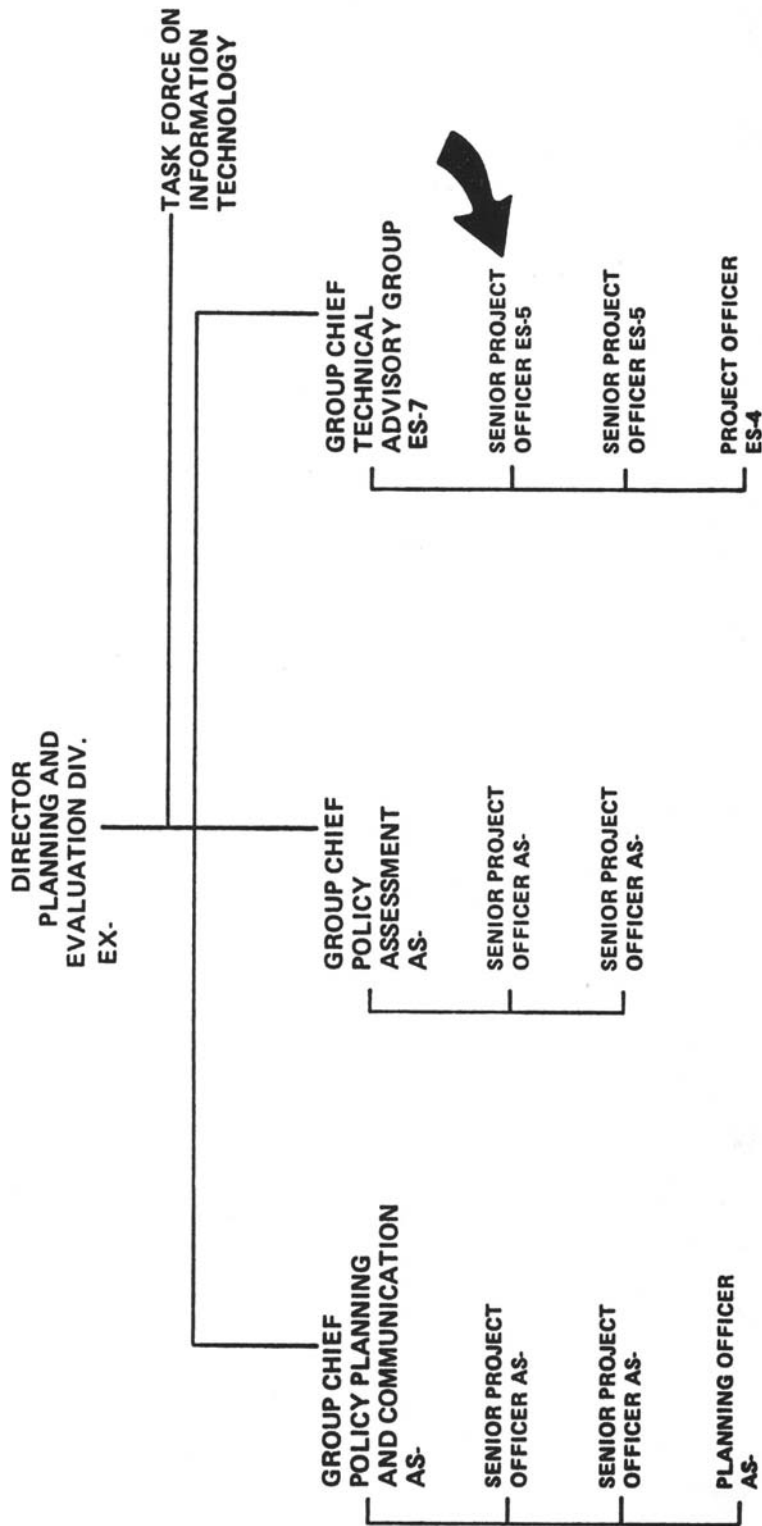 DIRECTOR
PLANNING AND
EVALUATION DIV.
EX-
TASK FORCE ON
INFORMATION
TECHNOLOGY
GROUP CHIEF
POLICY PLANNING
AND COMMUNICATION
AS-
SENIOR PROJECT
OFFICER AS-
SENIOR PROJECT
OFFICER AS-
PLANNING OFFICER
AS-
GROUP CHIEF
POLICY
ASSESSMENT
AS-
SENIOR PROJECT
OFFICER AS-
SENIOR PROJECT
OFFICER AS-
GROUP CHIEF
TECHNICAL
ADVISORY GROUP
ES-7
SENIOR PROJECT
OFFICER ES-5
SENIOR PROJECT
OFFICER ES-5
PROJECT OFFICER
ES-4